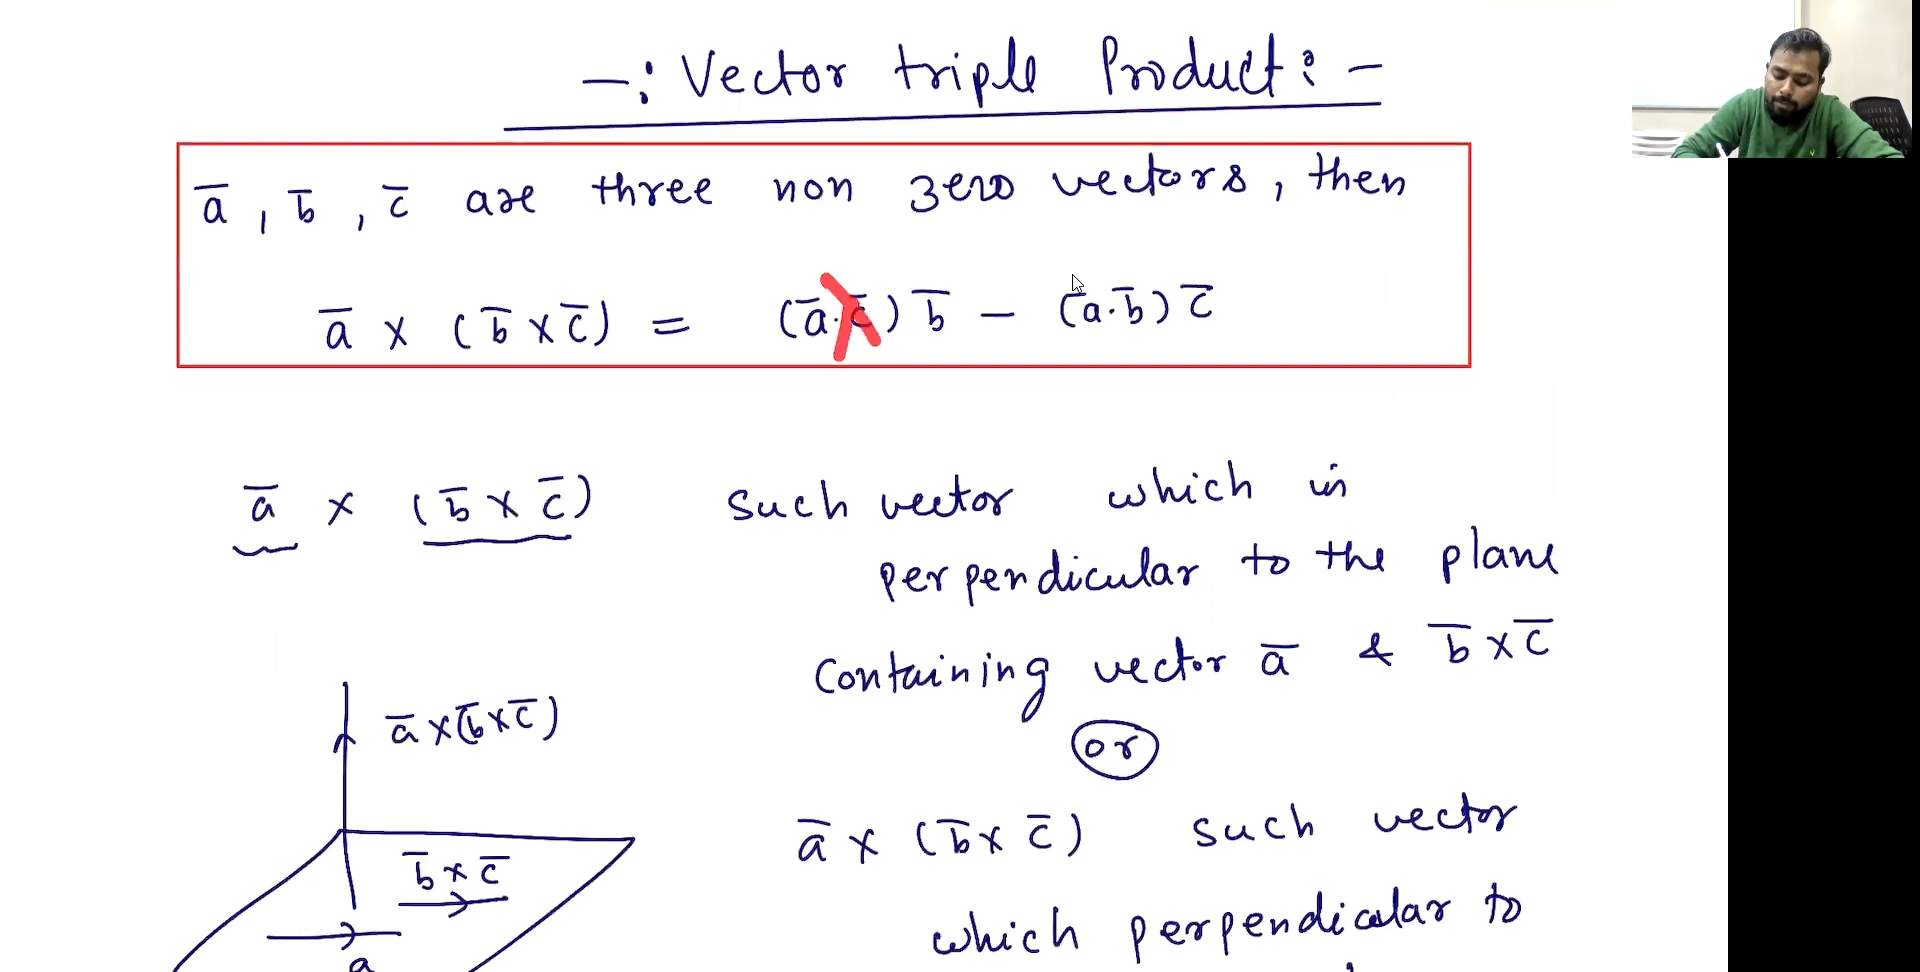 —: Vector triple Product: —
a̅, b̅, c̅ are three non zero vectors, then
a̅ × (b̅ × c̅) = (a̅.c̅) b̅ — (a̅.b̅) c̅
a̅ × (b̅ × c̅) such vector which is
perpendicular to the plane
containing vector a̅ & b̅ × c̅
or
a̅ × (b̅ × c̅)
a̅ × (b̅ × c̅) such vector
b̅ × c̅
which perpendicular to
a